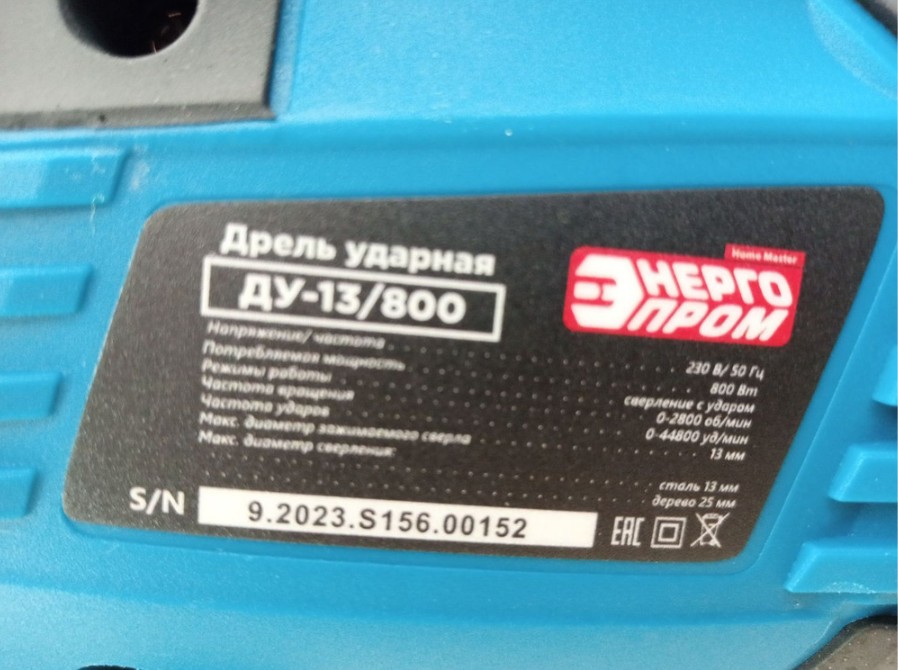 Дрель ударная
ДУ-13/800
Home Master
ЭНЕРГО
ПРОМ
Напряжение/ частота 230 В/ 50 Гц
Потребляемая мощность 800 Вт
Режимы работы сверление с ударом
Частота вращения 0-2800 об/мин
Частота ударов 0-44800 уд/мин
Макс. диаметр зажимаемого сверла 13 мм
Макс. диаметр сверления:
сталь 13 мм
дерево 25 мм
S/N 9.2023.S156.00152
EAC